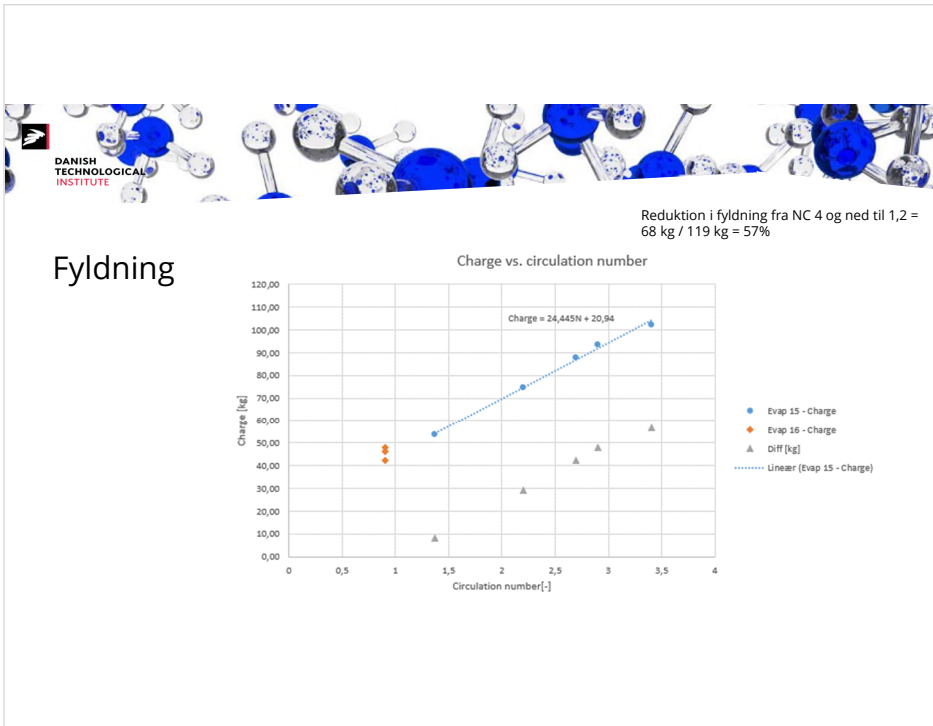 DANISH
TECHNOLOGICAL
INSTITUTE
Reduktion i fyldning fra NC 4 og ned til 1,2 =
68 kg / 119 kg = 57%
Fyldning
Charge vs. circulation number
120,00
110,00
100,00
90,00
80,00
70,00
60,00
50,00
40,00
30,00
20,00
10,00
0,00
Charge [kg]
Charge = 24,445N + 20,94
0 0,5 1 1,5 2 2,5 3 3,5 4
Circulation number[-]
Evap 15 - Charge
Evap 16 - Charge
Diff [kg]
Lineær (Evap 15 - Charge)